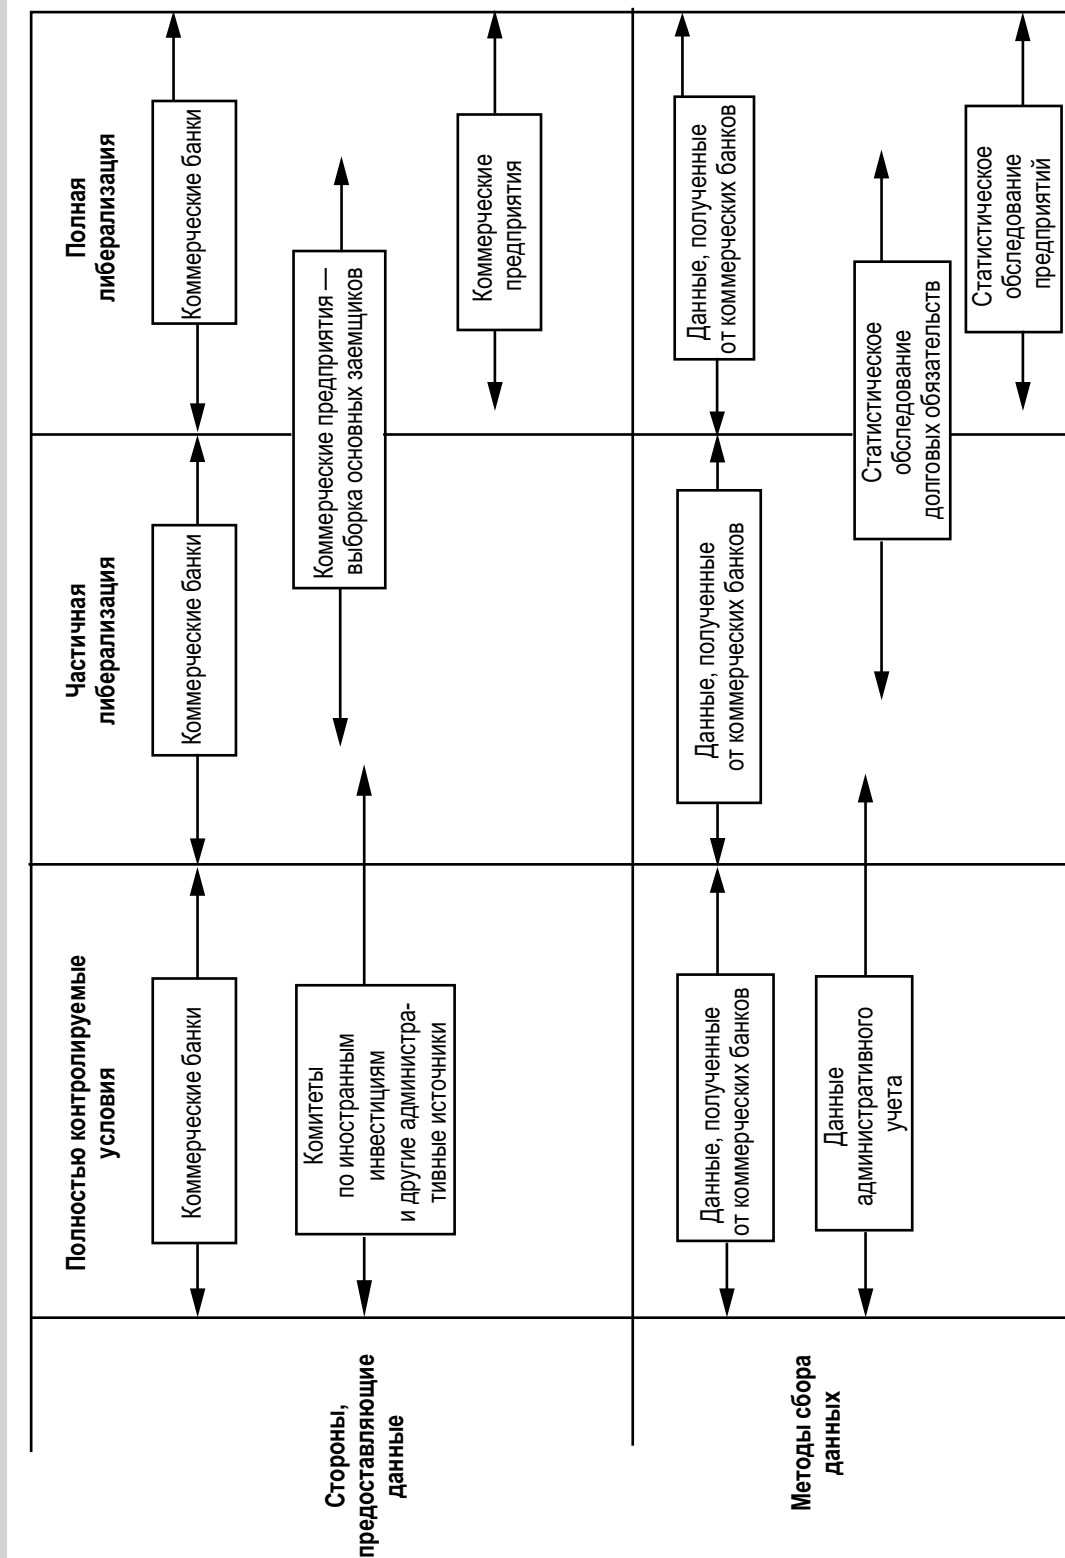 Полностью контролируемые
условия
Частичная
либерализация
Полная
либерализация
Стороны,
предоставляющие
данные
Коммерческие банки
Коммерческие банки
Коммерческие банки
Комитеты
по иностранным
инвестициям
и другие администра-
тивные источники
Коммерческие предприятия —
выборка основных заемщиков
Коммерческие
предприятия
Методы сбора
данных
Данные, полученные
от коммерческих банков
Данные, полученные
от коммерческих банков
Данные, полученные
от коммерческих банков
Данные
административного
учета
Статистическое
обследование
долговых обязательств
Статистическое
обследование
предприятий